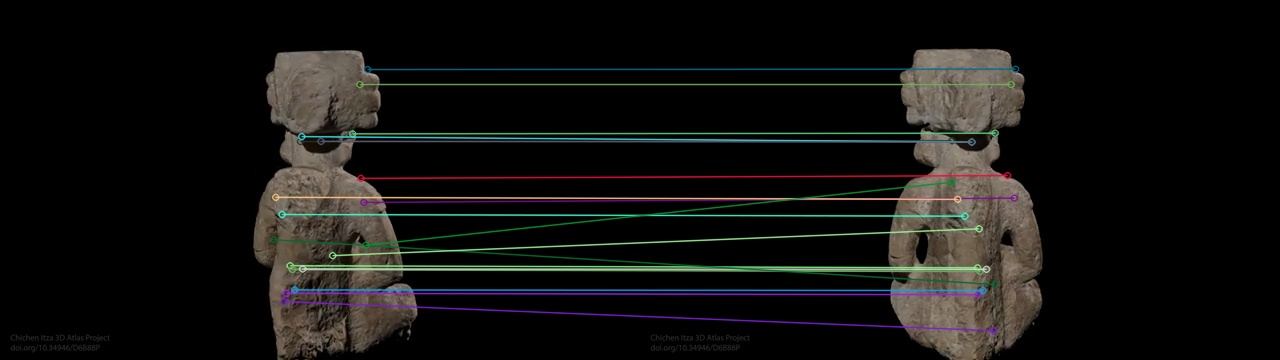 Chichen Itza 3D Atlas Project
doi.org/10.34946/D6B88P
Chichen Itza 3D Atlas Project
doi.org/10.34946/D6B88P